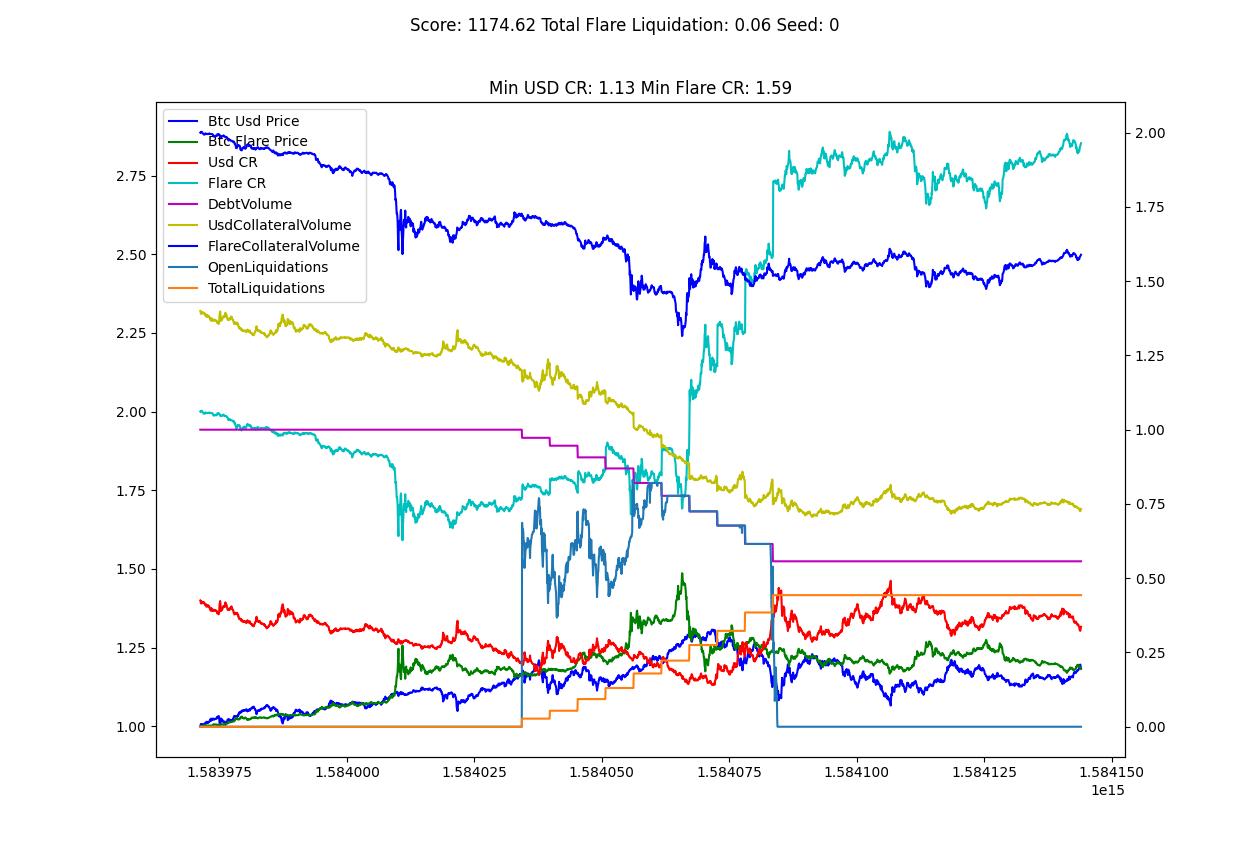 Score: 1174.62 Total Flare Liquidation: 0.06 Seed: 0
Min USD CR: 1.13 Min Flare CR: 1.59
Btc Usd Price
Btc Flare Price
Usd CR
Flare CR
DebtVolume
UsdCollateralVolume
FlareCollateralVolume
OpenLiquidations
TotalLiquidations
2.75
2.50
2.25
2.00
1.75
1.50
1.25
1.00
2.00
1.75
1.50
1.25
1.00
0.75
0.50
0.25
0.00
1.583975 1.584000 1.584025 1.584050 1.584075 1.584100 1.584125 1.584150
1e15